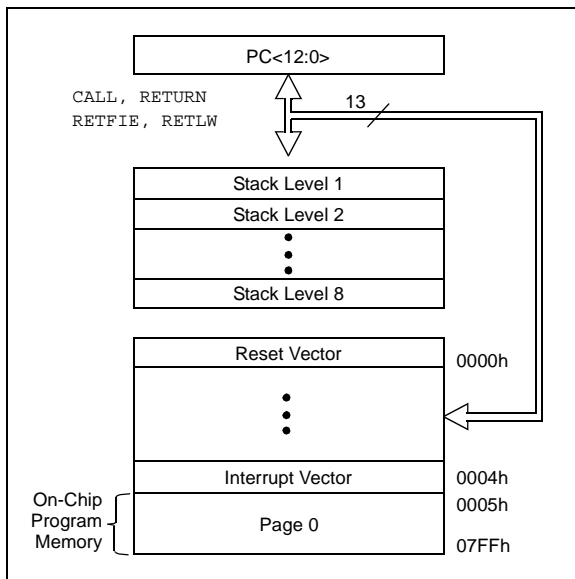 PC<12:0>
CALL, RETURN
RETFIE, RETLW
13
Stack Level 1
Stack Level 2
Stack Level 8
Reset Vector
0000h
Interrupt Vector
0004h
On-Chip
Program
Memory
0005h
Page 0
07FFh